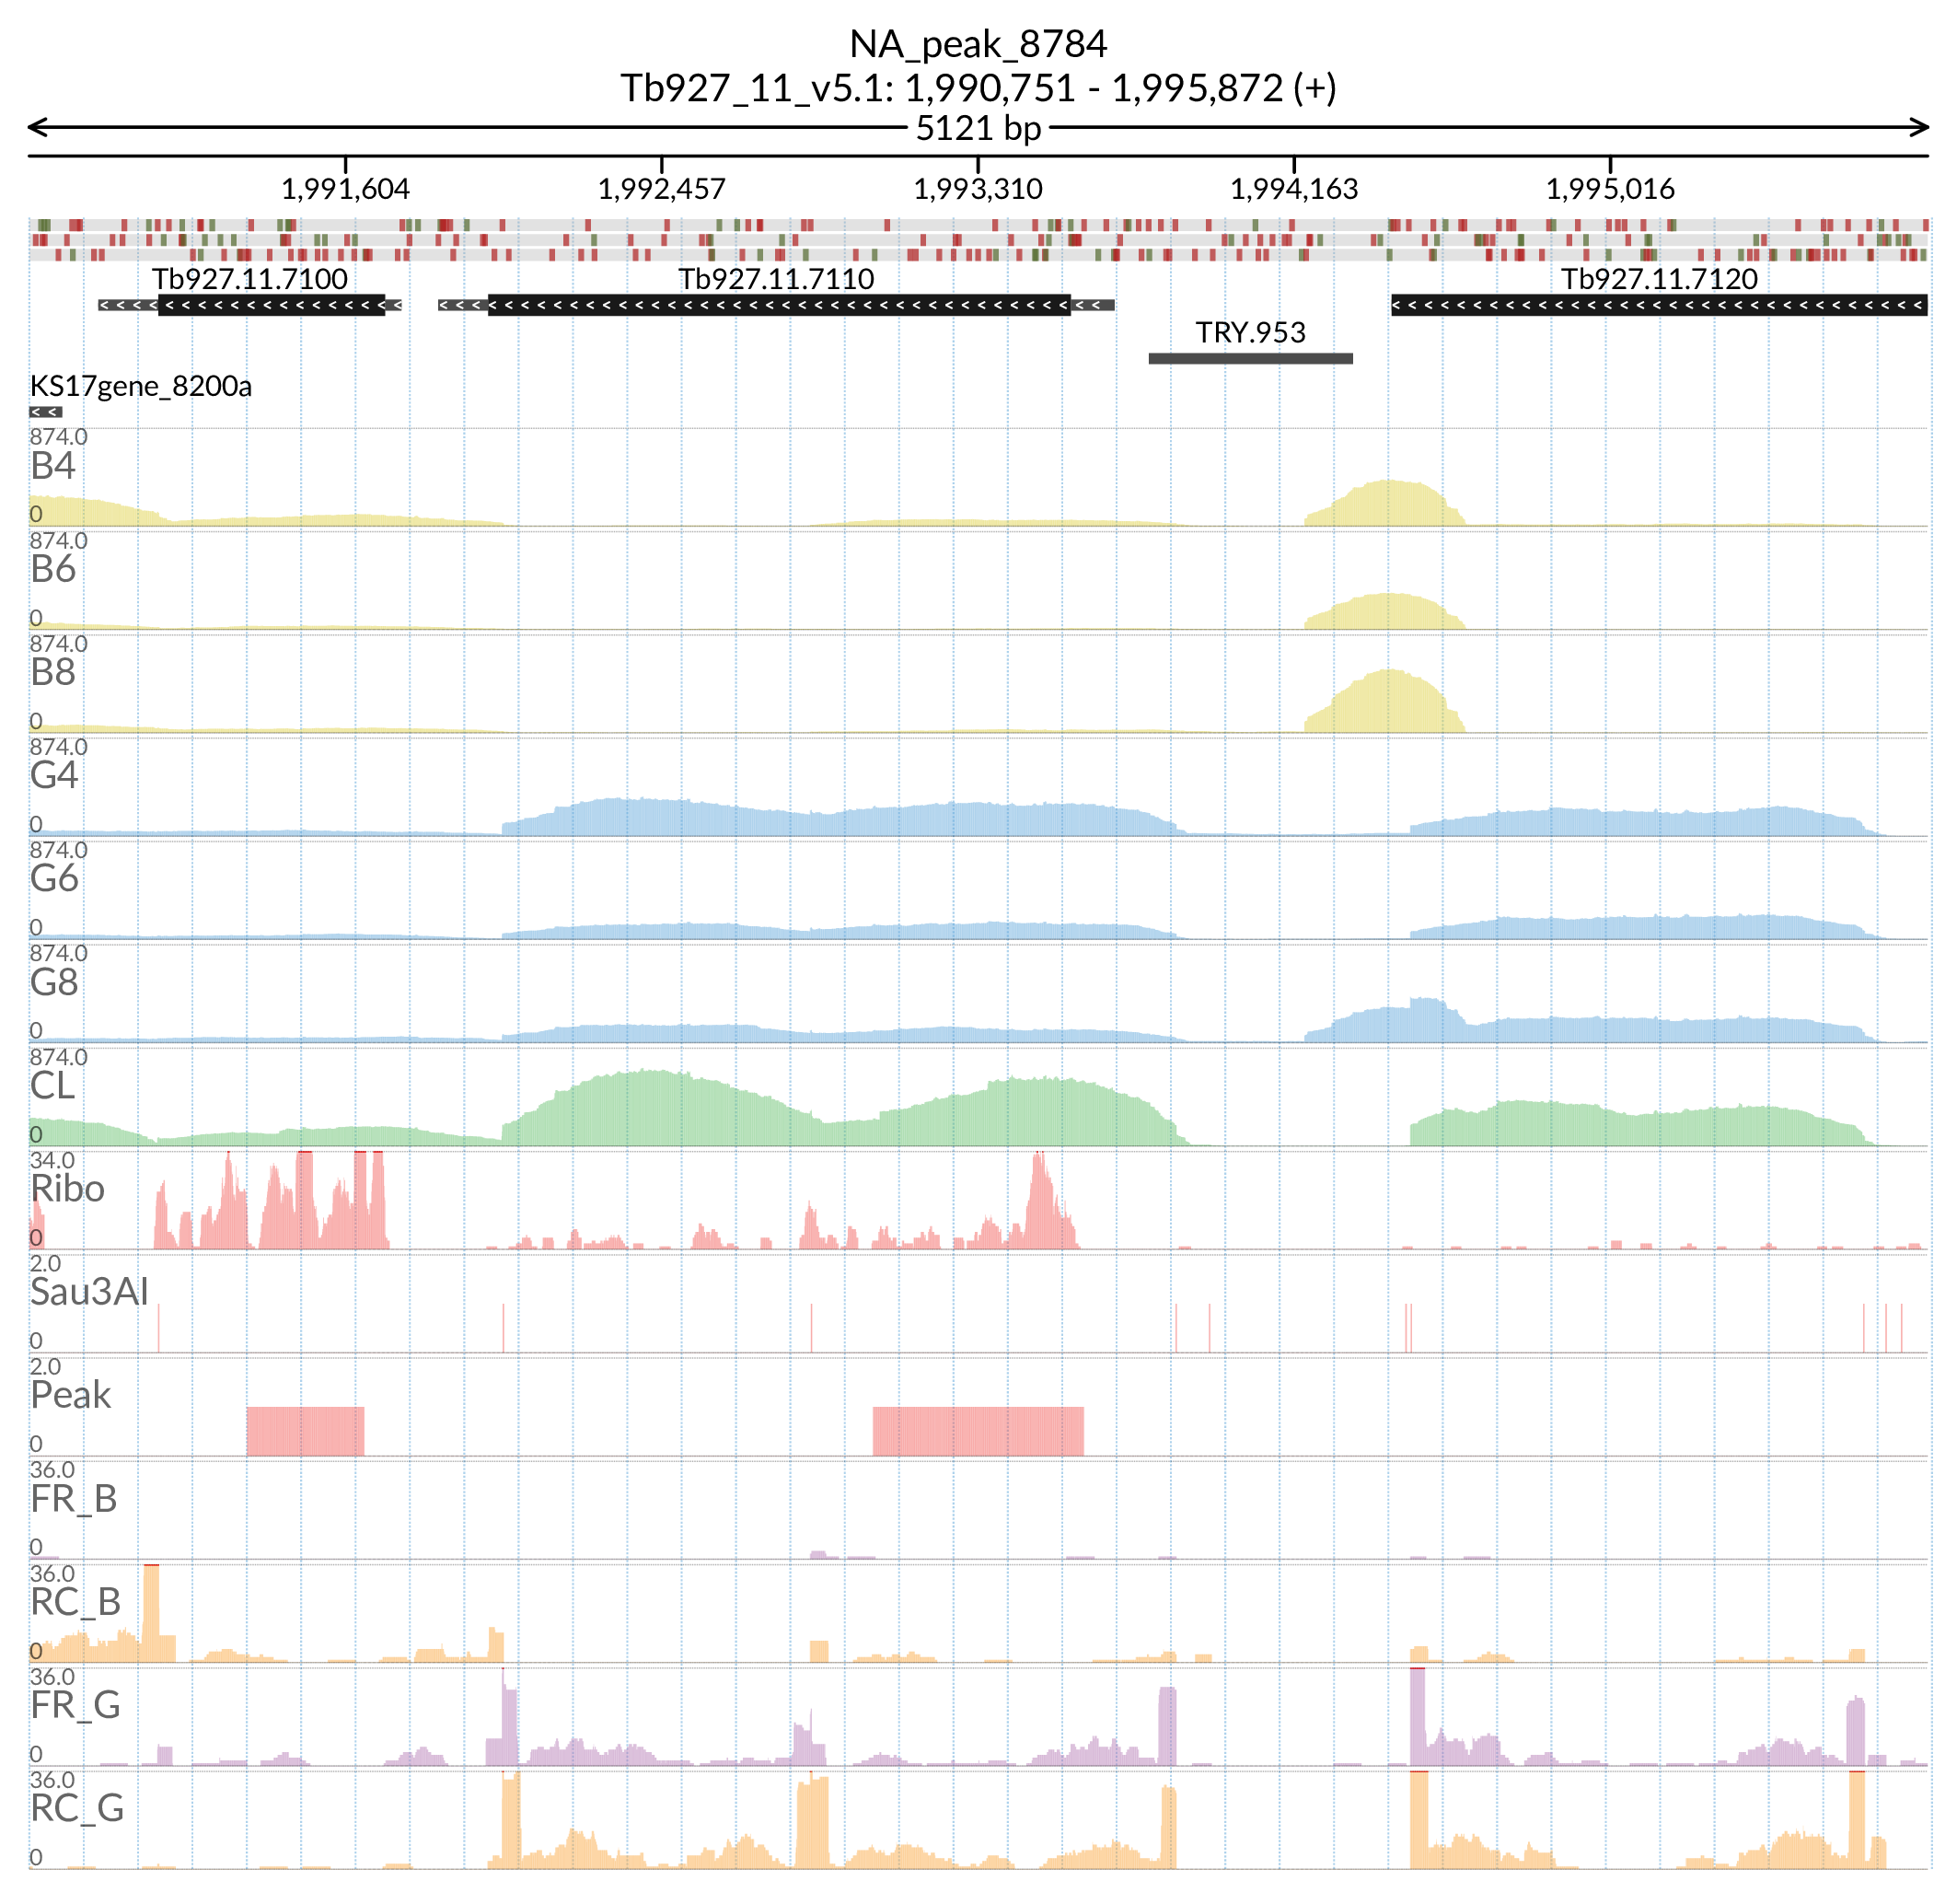 NA_peak_8784
Tb927_11_v5.1: 1,990,751 - 1,995,872 (+)
5121 bp
1,991,604 1,992,457 1,993,310 1,994,163 1,995,016
Tb927.11.7100 Tb927.11.7110 Tb927.11.7120
TRY.953
KS17gene_8200a
874.0
B4
0
874.0
B6
0
874.0
B8
0
874.0
G4
0
874.0
G6
0
874.0
G8
0
874.0
CL
0
34.0
Ribo
0
2.0
Sau3AI
0
2.0
Peak
0
36.0
FR_B
0
36.0
RC_B
0
36.0
FR_G
0
36.0
RC_G
0